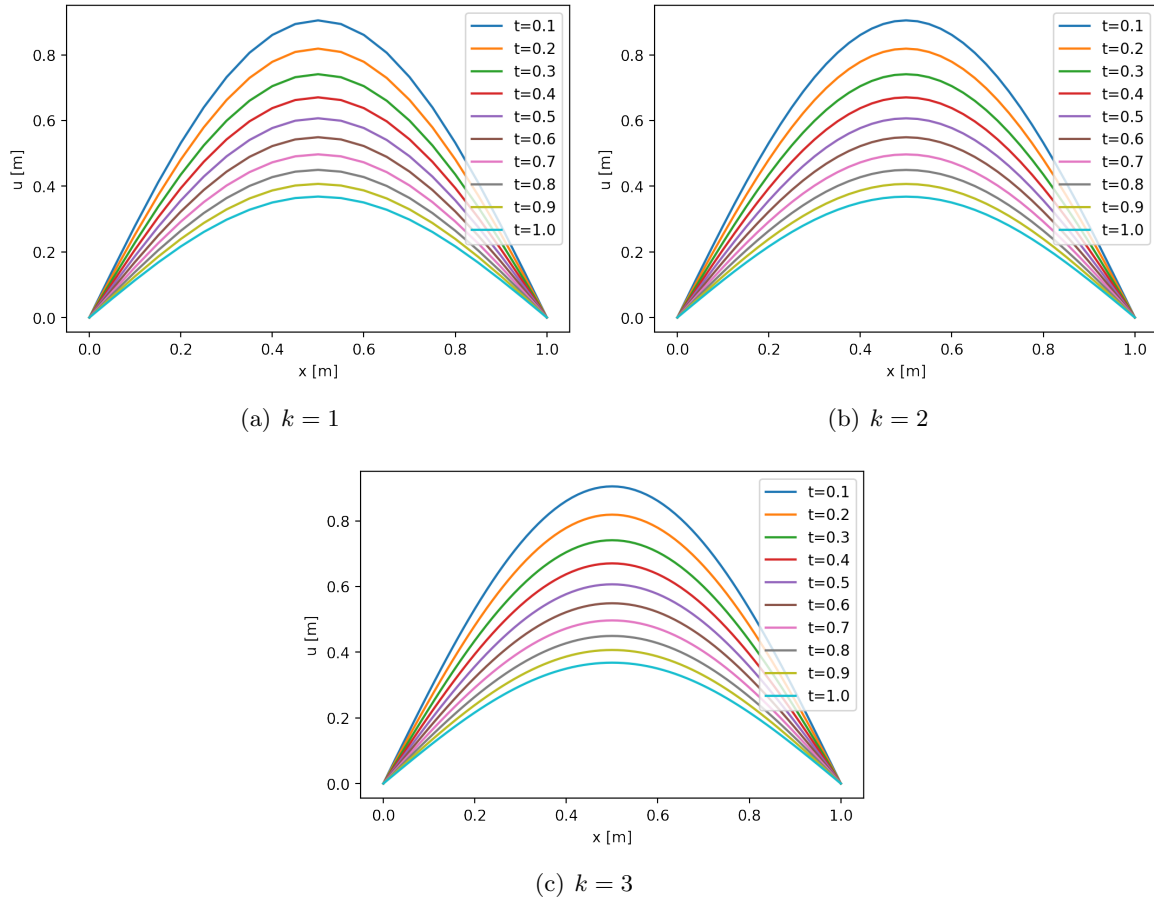 t=0.1
t=0.2
t=0.3
t=0.4
t=0.5
t=0.6
t=0.7
t=0.8
t=0.9
t=1.0
u [m]
0.8
0.6
0.4
0.2
0.0
0.0 0.2 0.4 0.6 0.8 1.0
x [m]
(a) k = 1
t=0.1
t=0.2
t=0.3
t=0.4
t=0.5
t=0.6
t=0.7
t=0.8
t=0.9
t=1.0
u [m]
0.8
0.6
0.4
0.2
0.0
0.0 0.2 0.4 0.6 0.8 1.0
x [m]
(b) k = 2
t=0.1
t=0.2
t=0.3
t=0.4
t=0.5
t=0.6
t=0.7
t=0.8
t=0.9
t=1.0
u [m]
0.8
0.6
0.4
0.2
0.0
0.0 0.2 0.4 0.6 0.8 1.0
x [m]
(c) k = 3